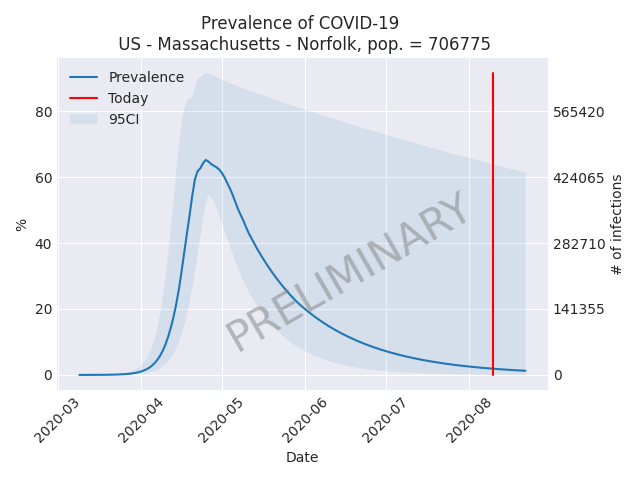 Prevalence of COVID-19
US - Massachusetts - Norfolk, pop. = 706775
Prevalence
Today
95CI
80
60
40
20
0
%
565420
424065
282710
141355
0
# of infections
PRELIMINARY
2020-03
2020-04
2020-05
2020-06
2020-07
2020-08
Date